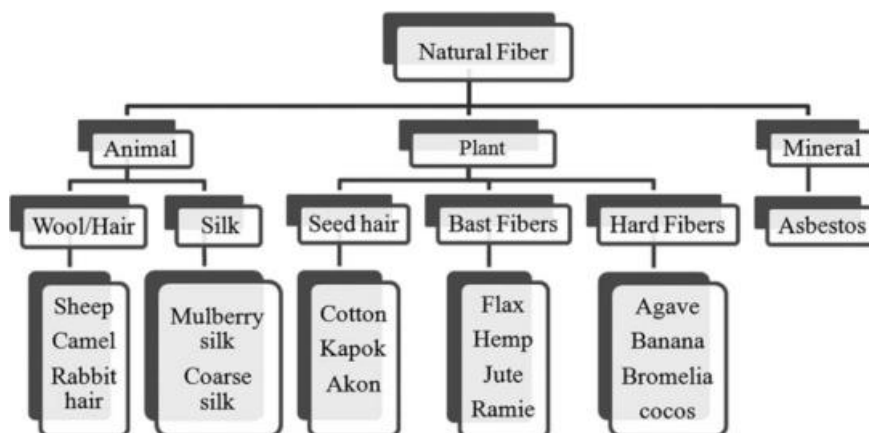 Natural Fiber
Animal
Plant
Mineral
Wool/Hair
Silk
Seed hair
Bast Fibers
Hard Fibers
Asbestos
Sheep
Camel
Rabbit
hair
Mulberry
silk
Coarse
silk
Cotton
Kapok
Akon
Flax
Hemp
Jute
Ramie
Agave
Banana
Bromelia
cocos